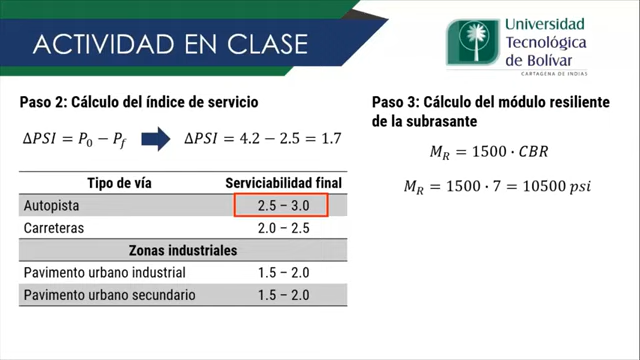 ACTIVIDAD EN CLASE
Universidad
Tecnológica
de Bolívar
CARTAGENA DE INDIAS
Paso 2: Cálculo del índice de servicio
ΔPSI = P₀ − P_f
ΔPSI = 4.2 − 2.5 = 1.7
Tipo de vía Serviciabilidad final
Autopista 2.5 – 3.0
Carreteras 2.0 – 2.5
Zonas industriales
Pavimento urbano industrial 1.5 – 2.0
Pavimento urbano secundario 1.5 – 2.0
Paso 3: Cálculo del módulo resiliente
de la subrasante
M_R = 1500 · CBR
M_R = 1500 · 7 = 10500 psi